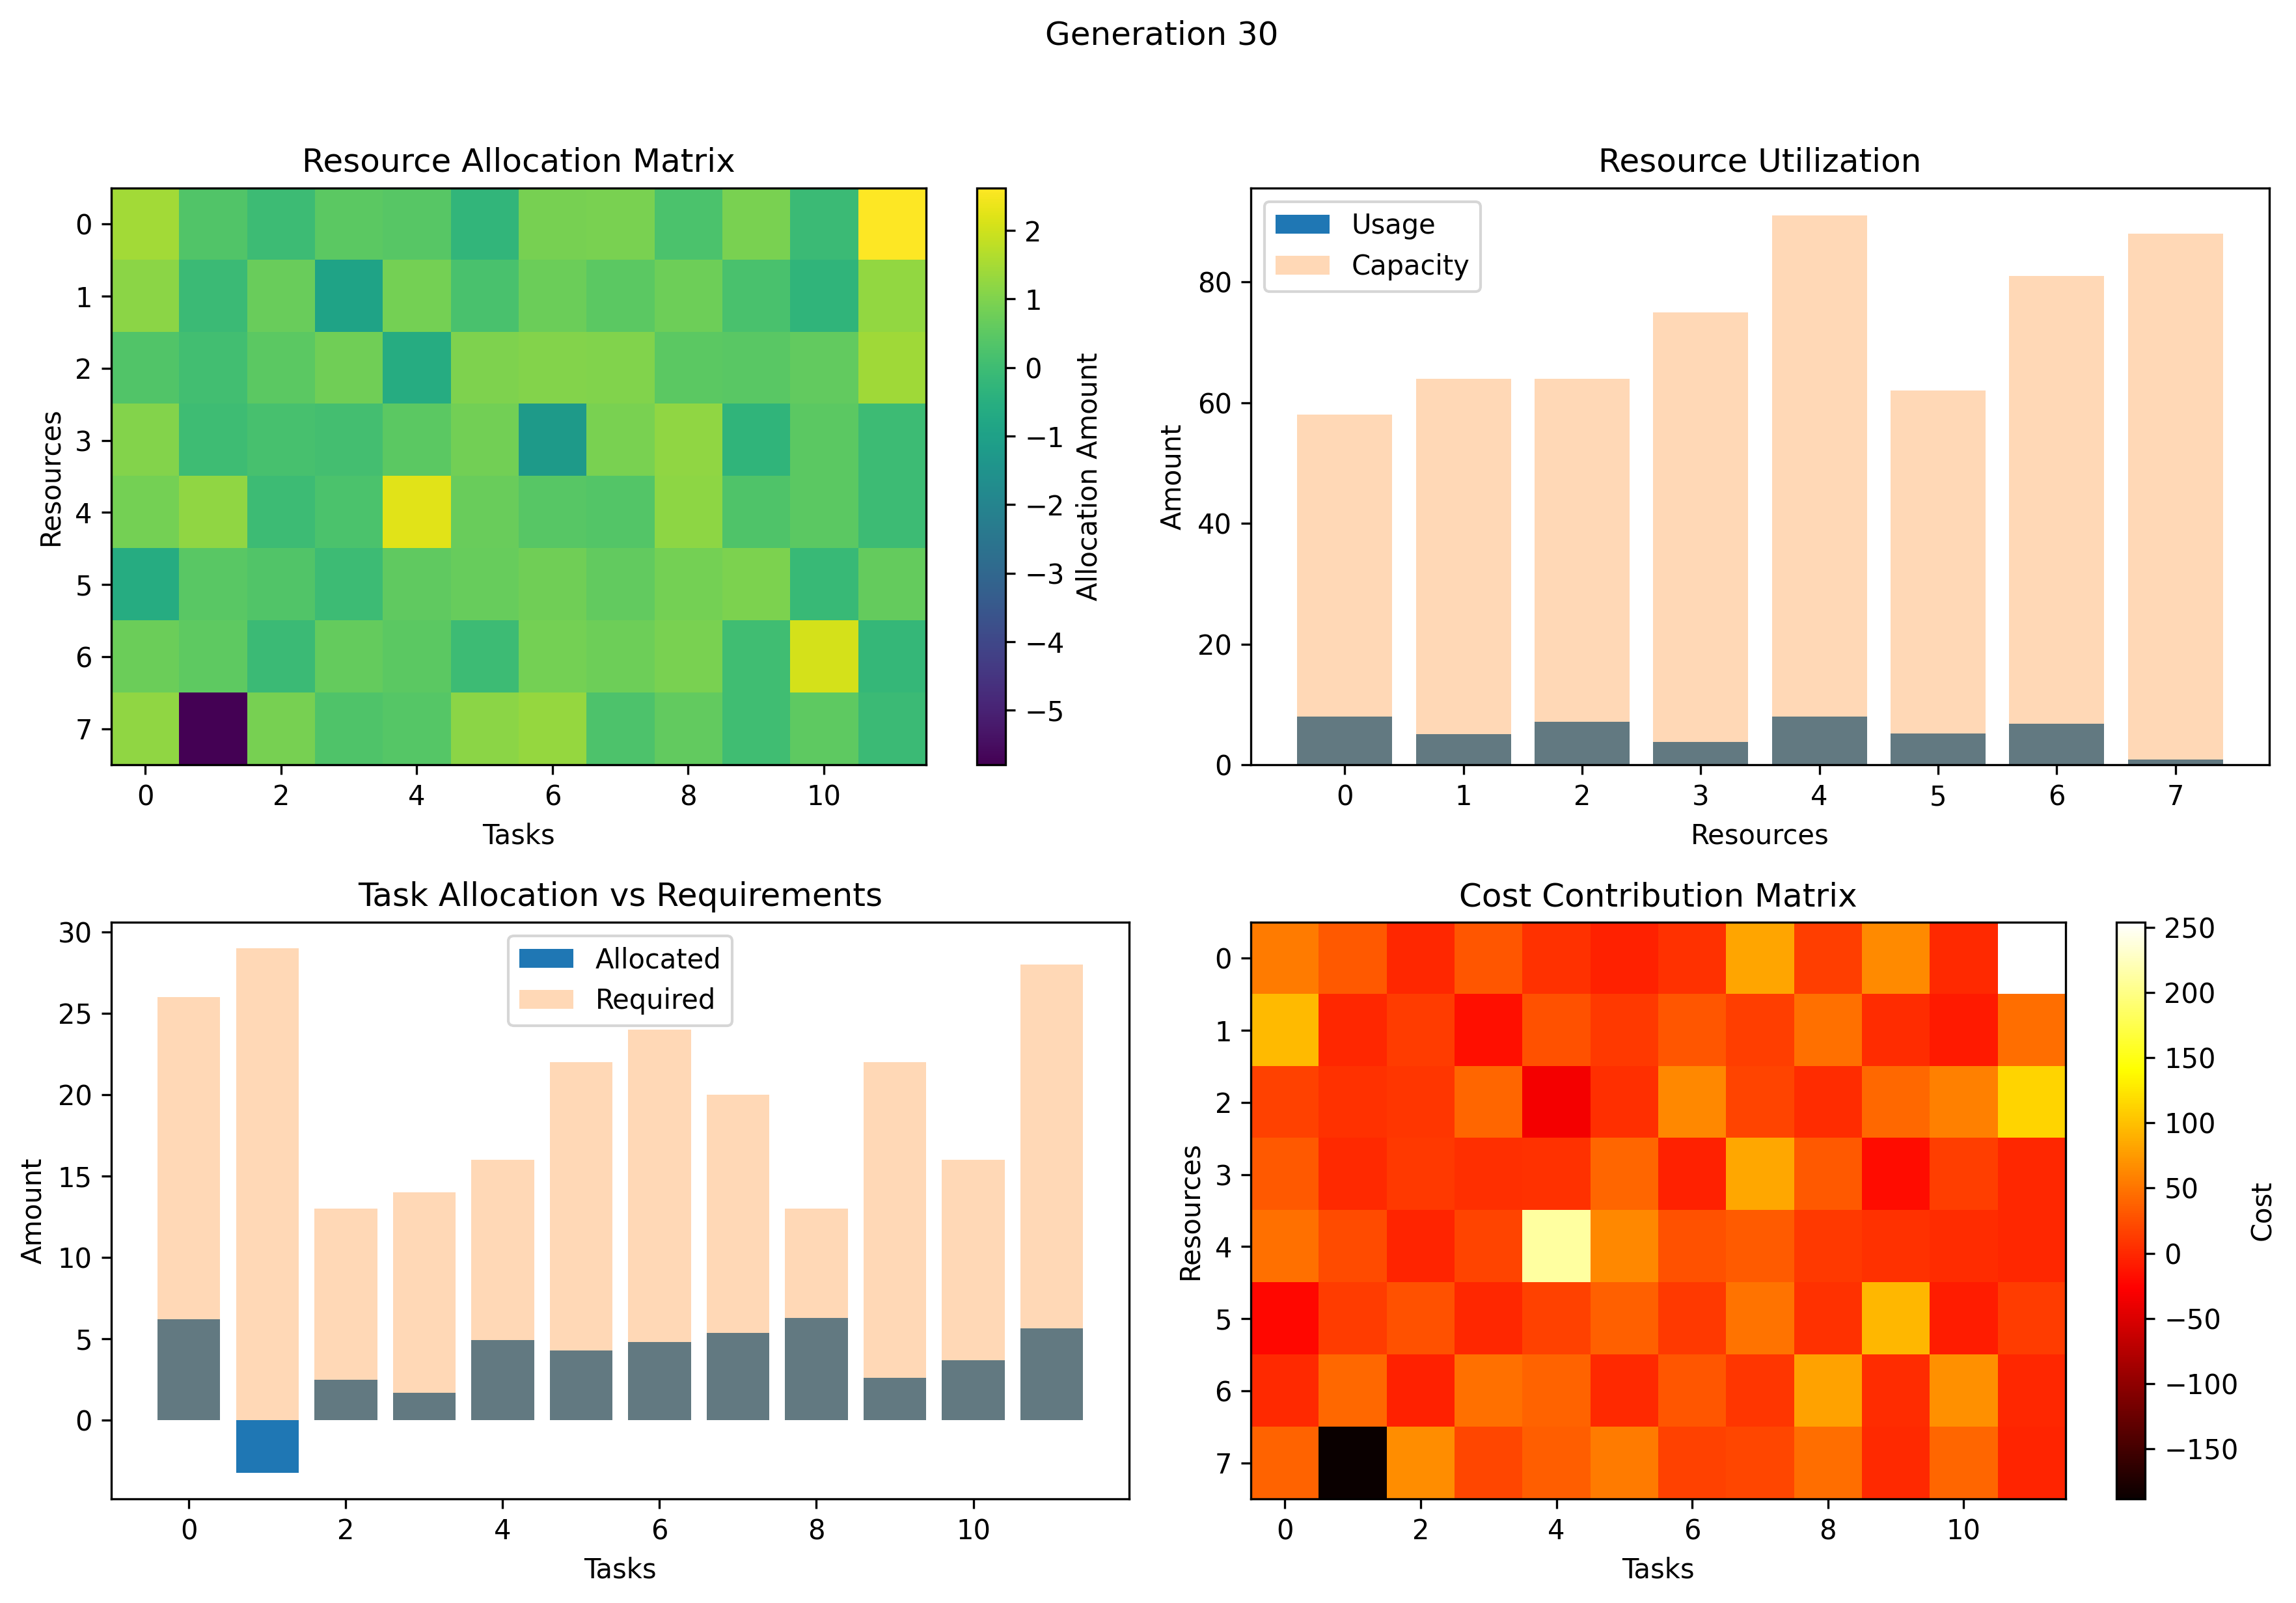 Generation 30
Resource Allocation Matrix
0
1
2
3
4
5
6
7
Resources
0 2 4 6 8 10
Tasks
2
1
0
−1
−2
−3
−4
−5
Allocation Amount
Resource Utilization
Usage
Capacity
80
60
40
20
0
Amount
0 1 2 3 4 5 6 7
Resources
Task Allocation vs Requirements
Allocated
Required
30
25
20
15
10
5
0
Amount
0 2 4 6 8 10
Tasks
Cost Contribution Matrix
0
1
2
3
4
5
6
7
Resources
0 2 4 6 8 10
Tasks
250
200
150
100
50
0
−50
−100
−150
Cost